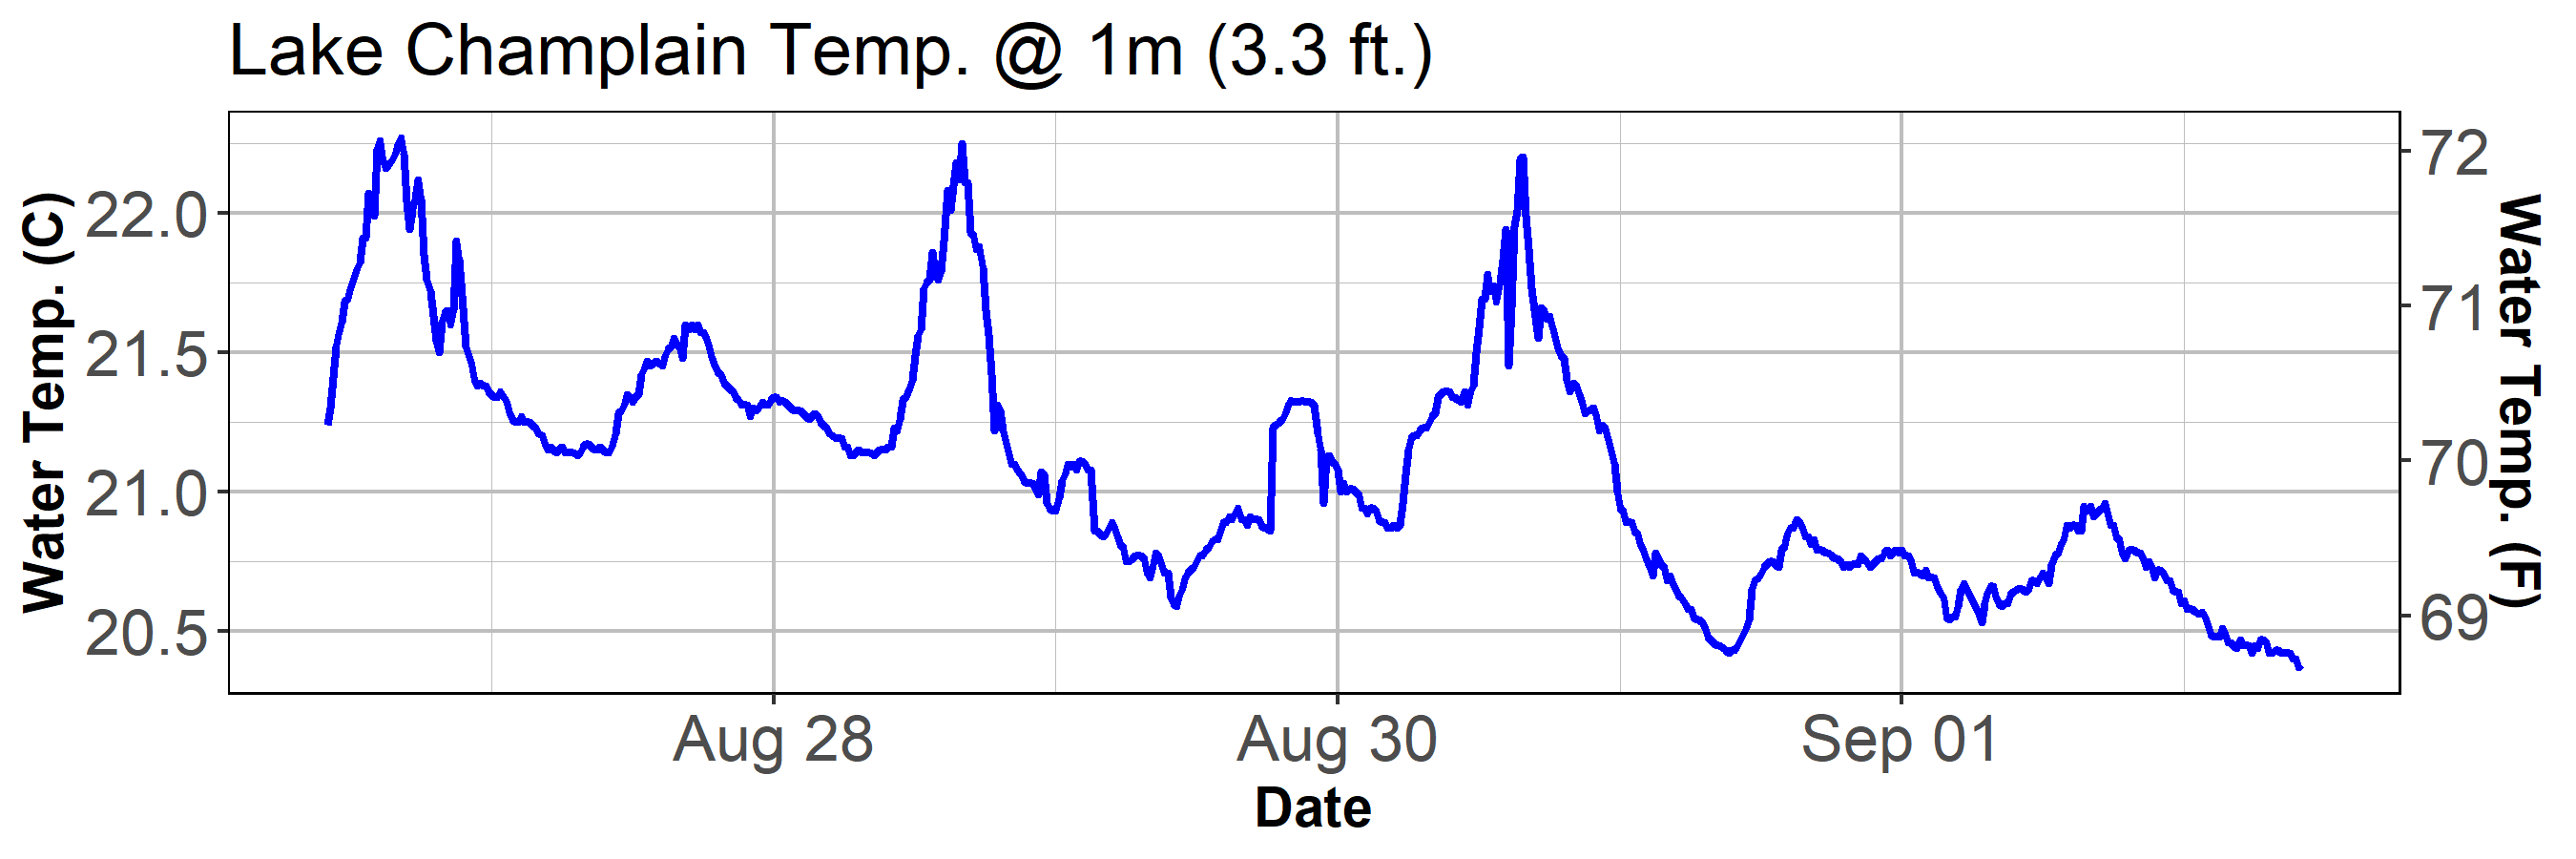 Lake Champlain Temp. @ 1m (3.3 ft.)
Water Temp. (C)
22.0
21.5
21.0
20.5
72
71
70
69
Water Temp. (F)
Aug 28
Aug 30
Sep 01
Date